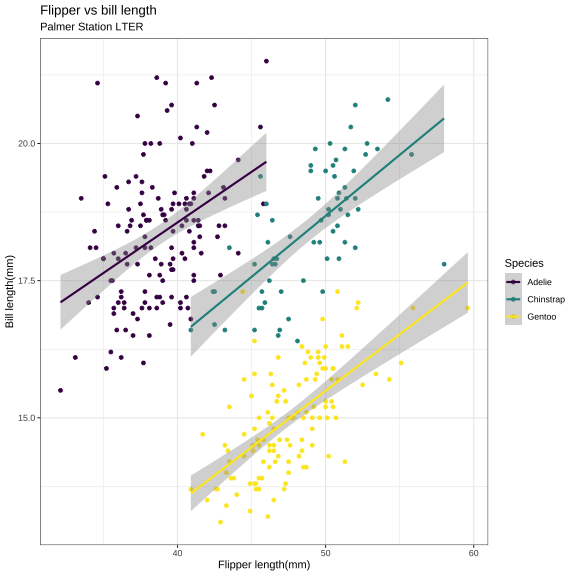 Flipper vs bill length
Palmer Station LTER
Bill length(mm)
20.0
17.5
15.0
40
50
60
Flipper length(mm)
Species
Adelie
Chinstrap
Gentoo